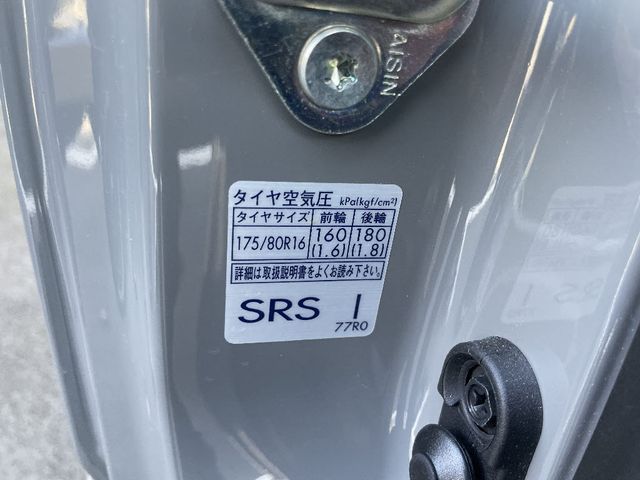 AISIN
タイヤ空気圧 kPa(kgf/cm²)
タイヤサイズ 前輪 後輪
175/80R16 160 180
(1.6) (1.8)
詳細は取扱説明書をよくお読み下さい。
SRS I
77R0